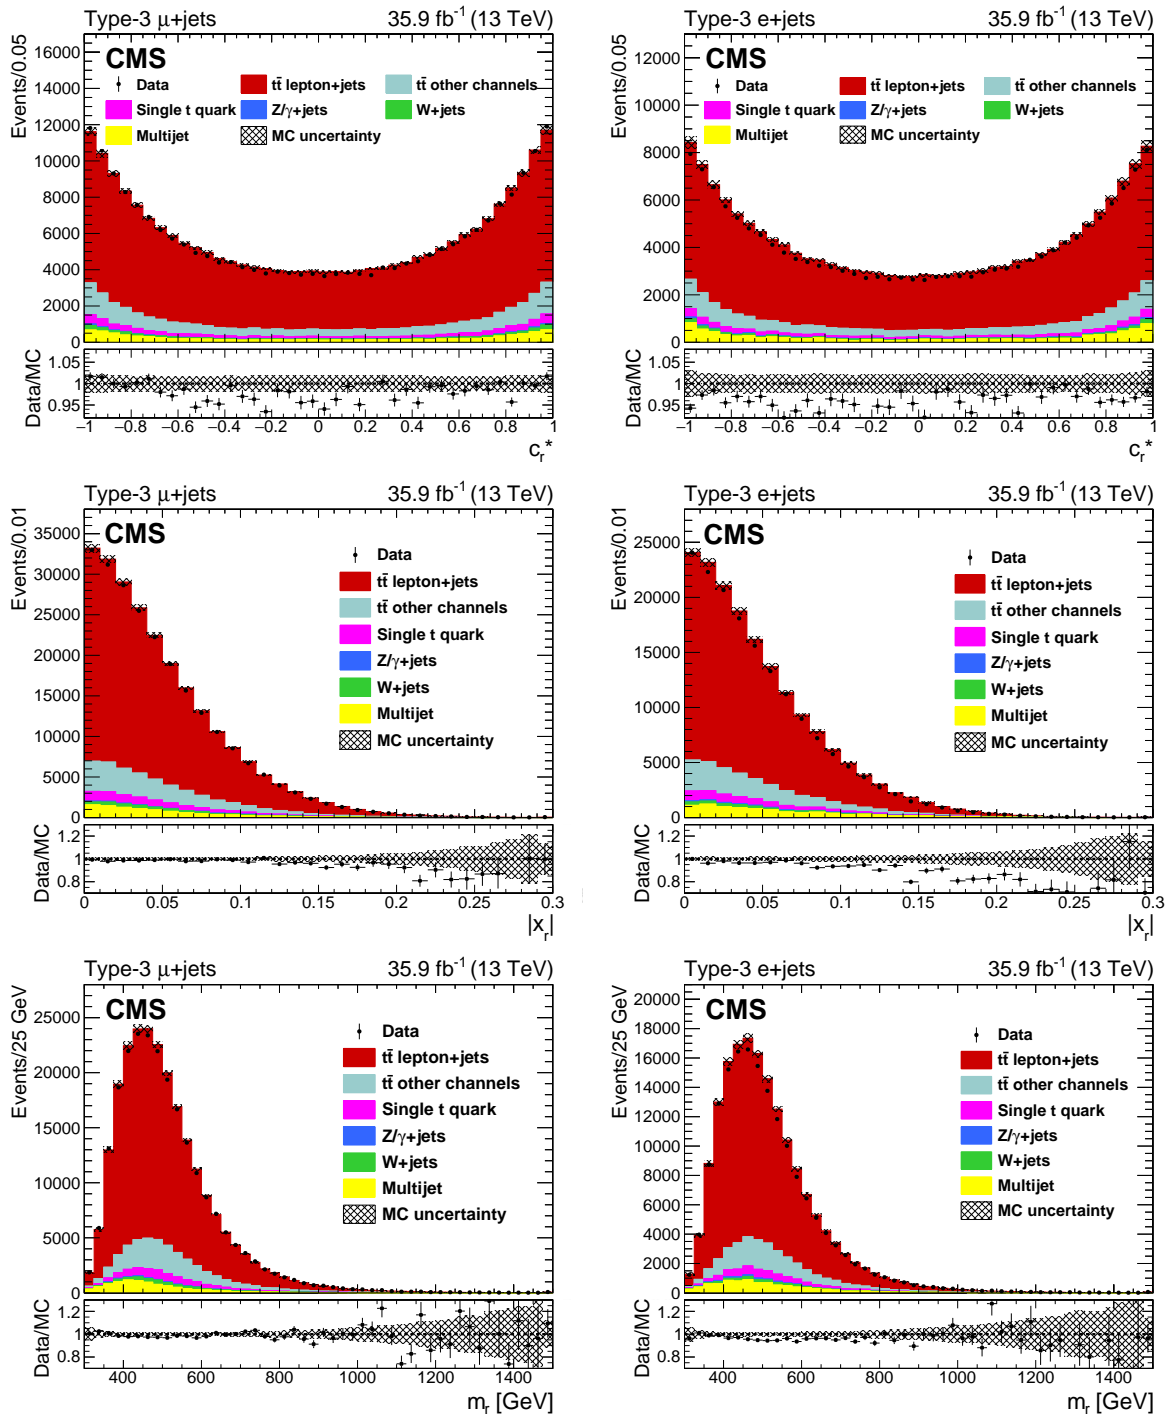 Type-3 μ+jets 35.9 fb⁻¹ (13 TeV)
Events/0.05
16000
14000
12000
10000
8000
6000
4000
2000
0
CMS
Data
tt̄ lepton+jets
tt̄ other channels
Single t quark
Z/γ+jets
W+jets
Multijet
MC uncertainty
Data/MC
1.05
1
0.95
−1 −0.8 −0.6 −0.4 −0.2 0 0.2 0.4 0.6 0.8 1
c_r*
Type-3 e+jets 35.9 fb⁻¹ (13 TeV)
Events/0.05
12000
10000
8000
6000
4000
2000
0
CMS
Data
tt̄ lepton+jets
tt̄ other channels
Single t quark
Z/γ+jets
W+jets
Multijet
MC uncertainty
Data/MC
1.05
1
0.95
−1 −0.8 −0.6 −0.4 −0.2 0 0.2 0.4 0.6 0.8 1
c_r*
Type-3 μ+jets 35.9 fb⁻¹ (13 TeV)
Events/0.01
35000
30000
25000
20000
15000
10000
5000
0
CMS
Data
tt̄ lepton+jets
tt̄ other channels
Single t quark
Z/γ+jets
W+jets
Multijet
MC uncertainty
Data/MC
1.2
1
0.8
0 0.05 0.1 0.15 0.2 0.25 0.3
|x_r|
Type-3 e+jets 35.9 fb⁻¹ (13 TeV)
Events/0.01
25000
20000
15000
10000
5000
0
CMS
Data
tt̄ lepton+jets
tt̄ other channels
Single t quark
Z/γ+jets
W+jets
Multijet
MC uncertainty
Data/MC
1.2
1
0.8
0 0.05 0.1 0.15 0.2 0.25 0.3
|x_r|
Type-3 μ+jets 35.9 fb⁻¹ (13 TeV)
Events/25 GeV
25000
20000
15000
10000
5000
0
CMS
Data
tt̄ lepton+jets
tt̄ other channels
Single t quark
Z/γ+jets
W+jets
Multijet
MC uncertainty
Data/MC
1.2
1
0.8
400 600 800 1000 1200 1400
m_r [GeV]
Type-3 e+jets 35.9 fb⁻¹ (13 TeV)
Events/25 GeV
20000
18000
16000
14000
12000
10000
8000
6000
4000
2000
0
CMS
Data
tt̄ lepton+jets
tt̄ other channels
Single t quark
Z/γ+jets
W+jets
Multijet
MC uncertainty
Data/MC
1.2
1
0.8
400 600 800 1000 1200 1400
m_r [GeV]